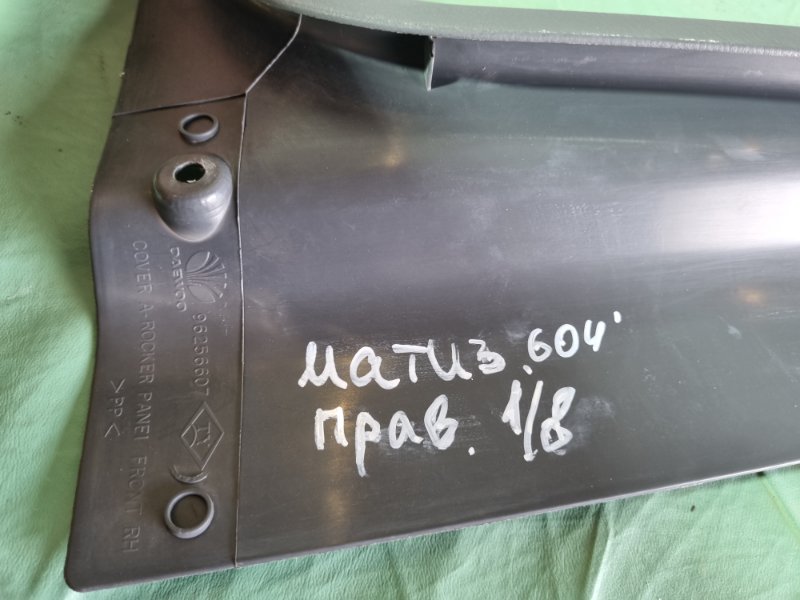 DAEWOO
96256607
COVER A-ROCKER PANEL FRONT RH
>PP<
матиз.604'
прав. 1/8